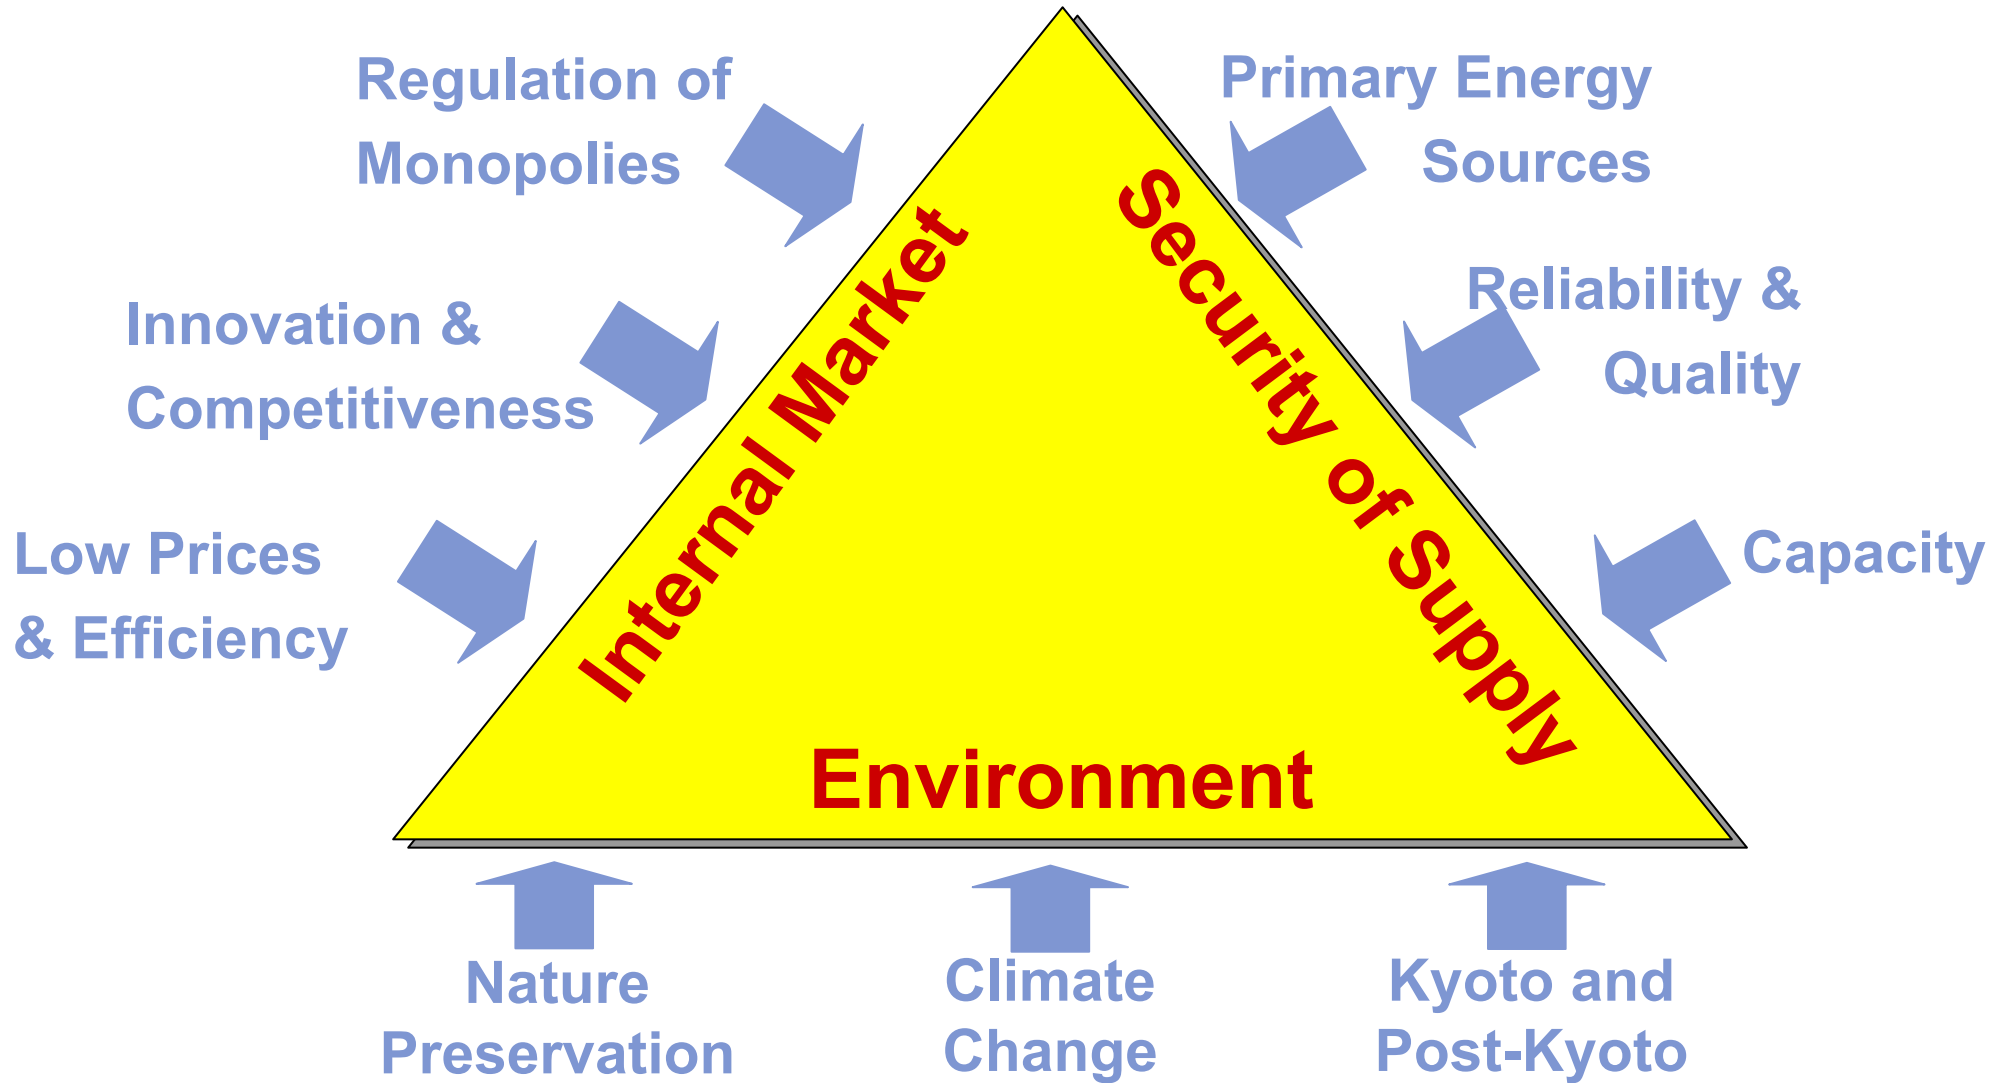 Regulation of
Monopolies
Innovation &
Competitiveness
Low Prices
& Efficiency
Internal Market
Primary Energy
Sources
Reliability &
Quality
Capacity
Security of Supply
Environment
Nature
Preservation
Climate
Change
Kyoto and
Post-Kyoto